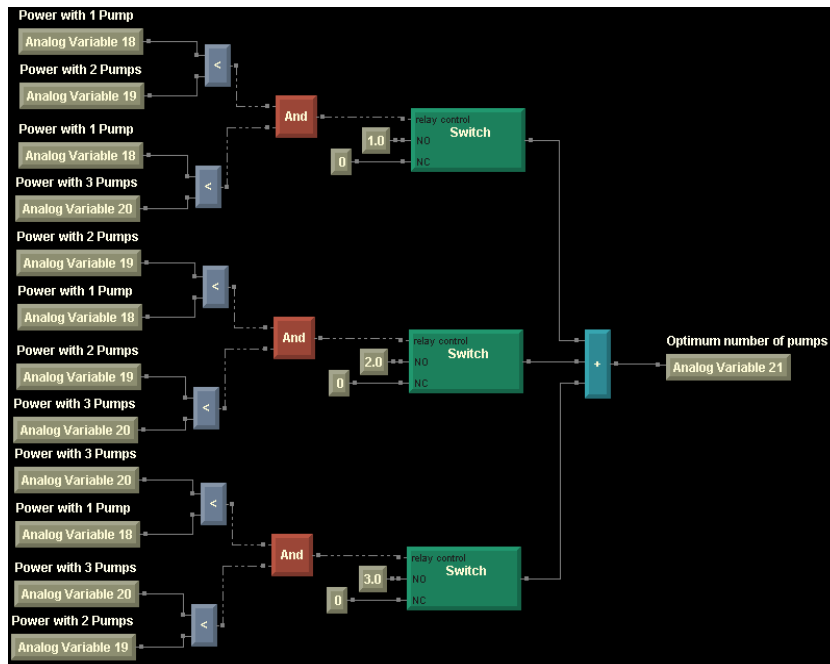 Power with 1 Pump
Analog Variable 18
<
Power with 2 Pumps
Analog Variable 19
And
relay control
Switch
1.0
NO
0
NC
Power with 1 Pump
Analog Variable 18
<
Power with 3 Pumps
Analog Variable 20
Power with 2 Pumps
Analog Variable 19
<
Power with 1 Pump
Analog Variable 18
And
relay control
Switch
2.0
NO
0
NC
Power with 2 Pumps
Analog Variable 19
<
Power with 3 Pumps
Analog Variable 20
+
Optimum number of pumps
Analog Variable 21
Power with 3 Pumps
Analog Variable 20
<
Power with 1 Pump
Analog Variable 18
And
relay control
Switch
3.0
NO
0
NC
Power with 3 Pumps
Analog Variable 20
<
Power with 2 Pumps
Analog Variable 19